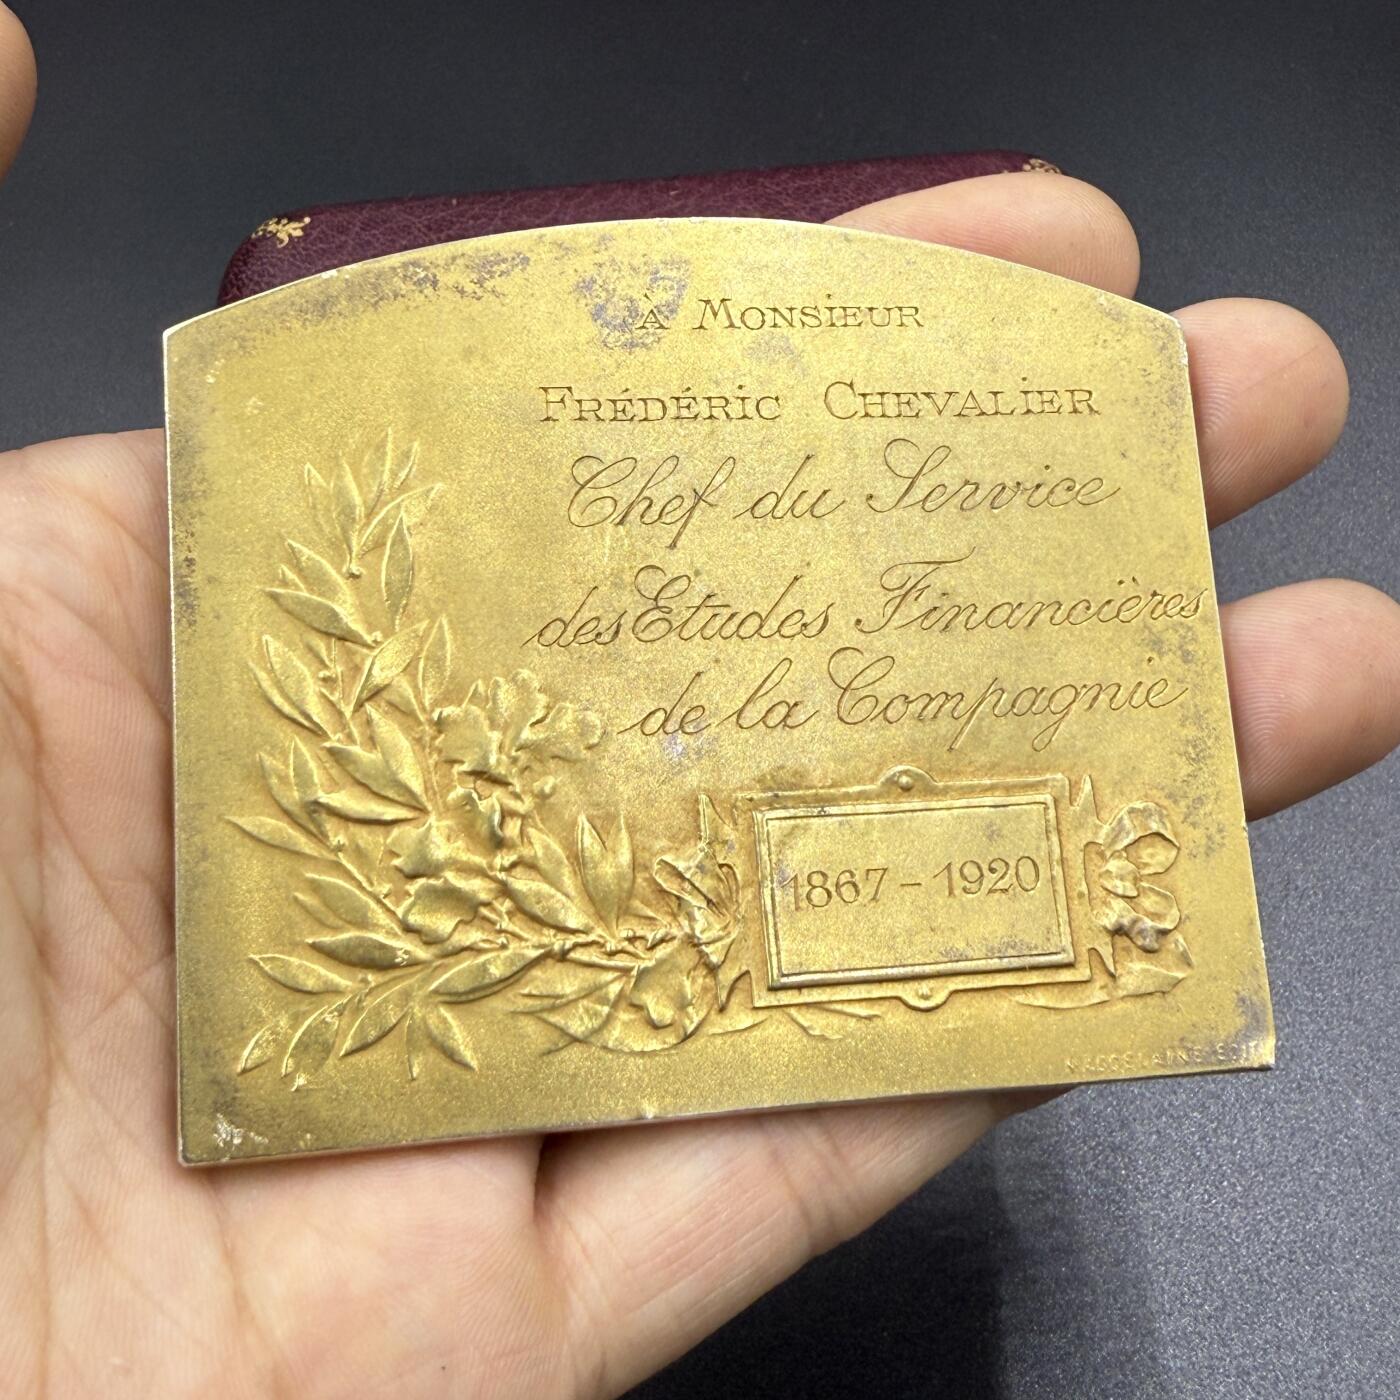 à MONSIEUR
FRÉDÉRIC CHEVALIER
Chef du Service
des Etudes Financières
de la Compagnie
1867 - 1920